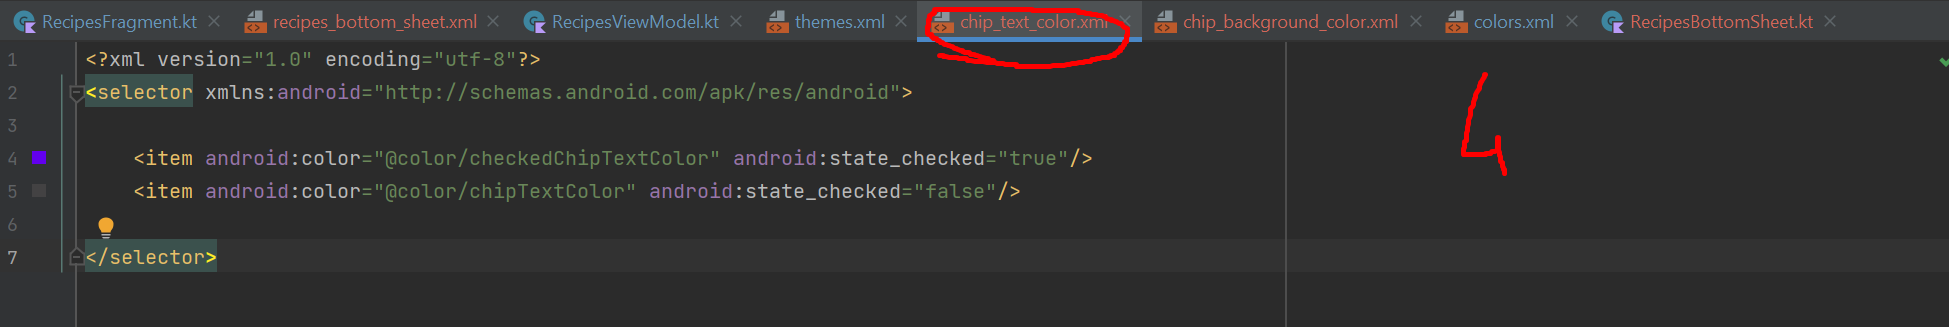 RecipesFragment.kt recipes_bottom_sheet.xml RecipesViewModel.kt themes.xml chip_text_color.xml chip_background_color.xml colors.xml RecipesBottomSheet.kt
1 <?xml version="1.0" encoding="utf-8"?>
2 <selector xmlns:android="http://schemas.android.com/apk/res/android">
3
4 <item android:color="@color/checkedChipTextColor" android:state_checked="true"/>
5 <item android:color="@color/chipTextColor" android:state_checked="false"/>
6
7 </selector>
4